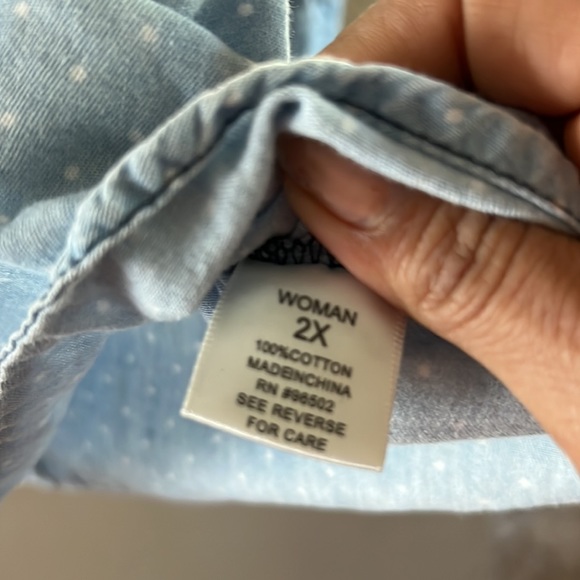 WOMAN
2X
100%COTTON
MADEINCHINA
RN #96502
SEE REVERSE
FOR CARE